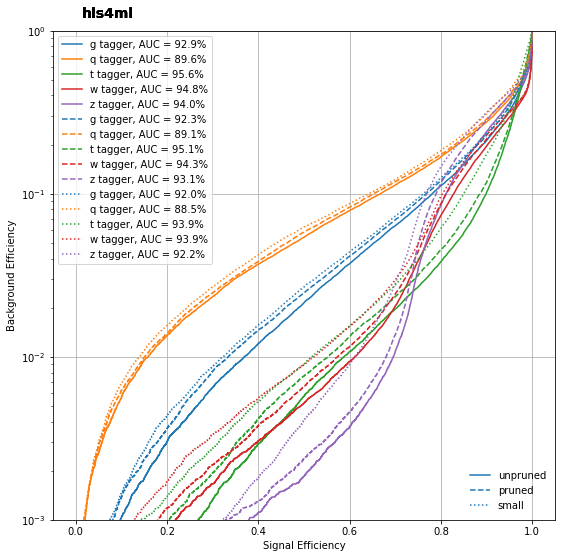 hls4ml
10⁰
g tagger, AUC = 92.9%
q tagger, AUC = 89.6%
t tagger, AUC = 95.6%
w tagger, AUC = 94.8%
z tagger, AUC = 94.0%
g tagger, AUC = 92.3%
q tagger, AUC = 89.1%
t tagger, AUC = 95.1%
w tagger, AUC = 94.3%
z tagger, AUC = 93.1%
g tagger, AUC = 92.0%
q tagger, AUC = 88.5%
t tagger, AUC = 93.9%
w tagger, AUC = 93.9%
z tagger, AUC = 92.2%
10⁻¹
Background Efficiency
10⁻²
unpruned
pruned
small
10⁻³
0.0 0.2 0.4 0.6 0.8 1.0
Signal Efficiency